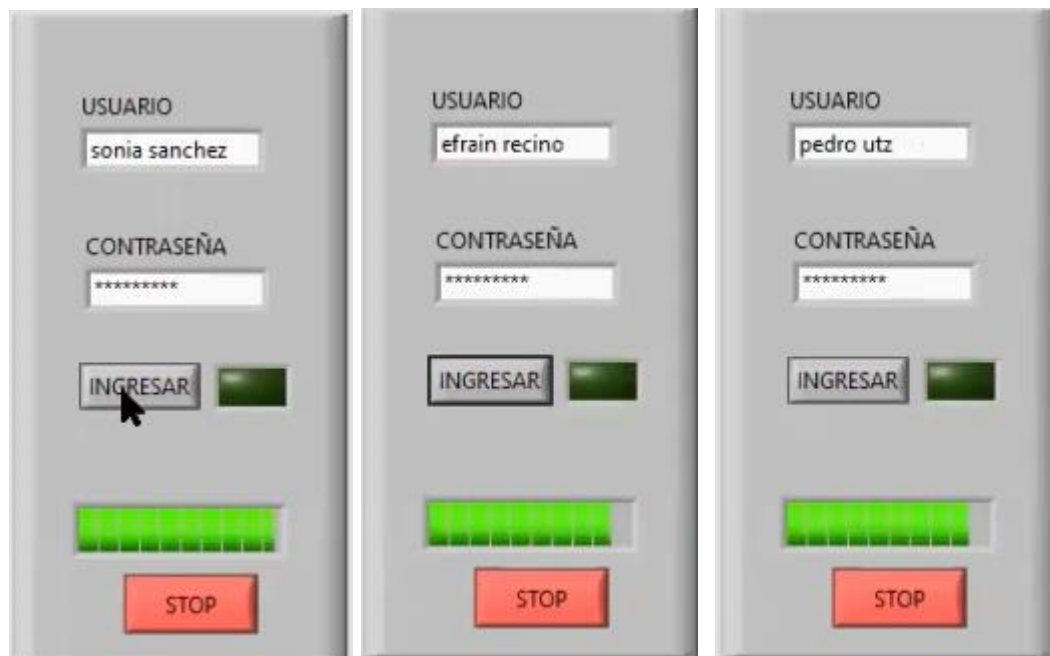 USUARIO
sonia sanchez
CONTRASEÑA
*********
INGRESAR
STOP
USUARIO
efrain recino
CONTRASEÑA
*********
INGRESAR
STOP
USUARIO
pedro utz
CONTRASEÑA
*********
INGRESAR
STOP